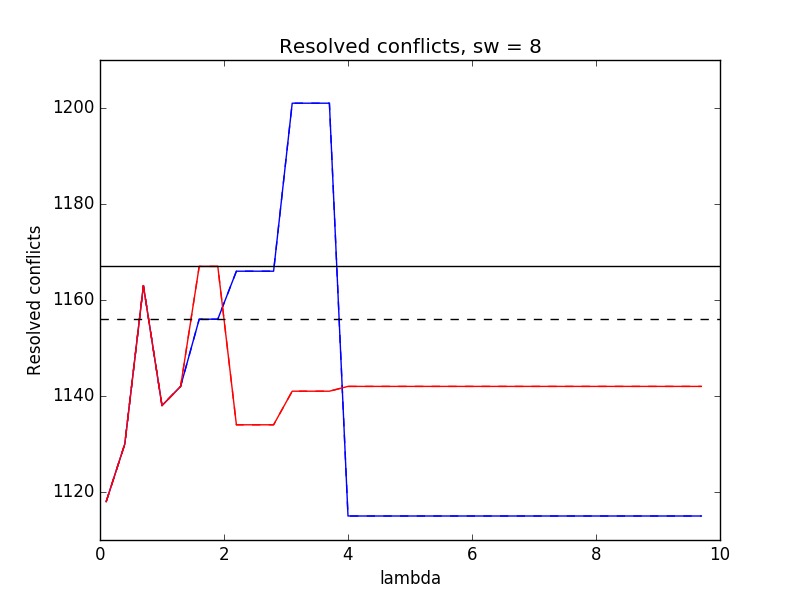 Resolved conflicts, sw = 8
Resolved conflicts
1200
1180
1160
1140
1120
0 2 4 6 8 10
lambda